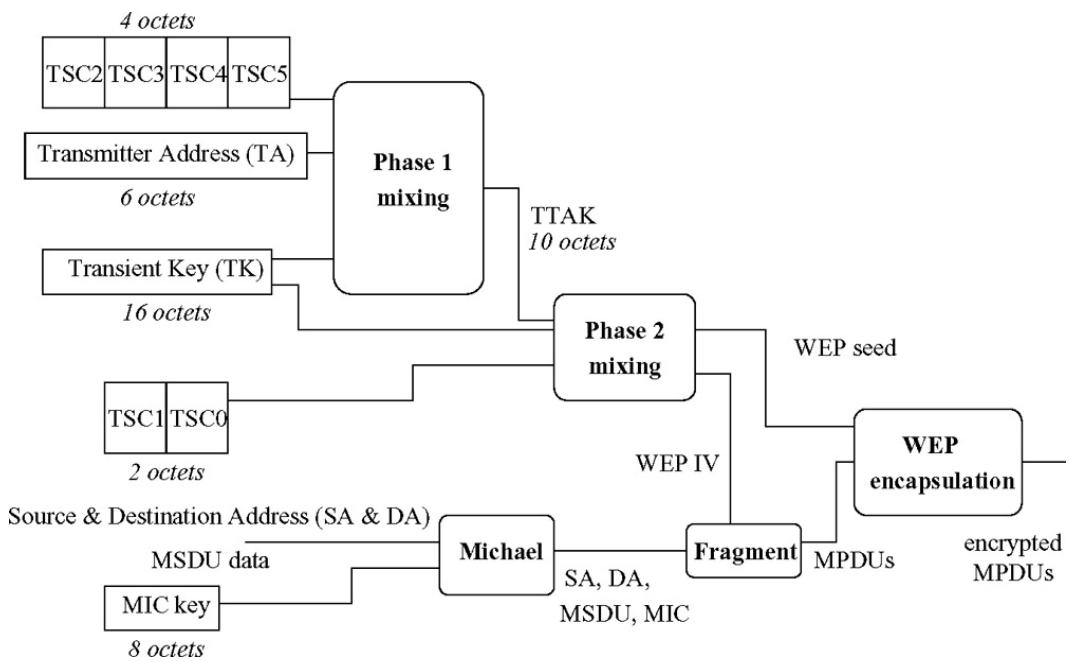 4 octets
TSC2 TSC3 TSC4 TSC5
Transmitter Address (TA)
6 octets
Phase 1
mixing
TTAK
10 octets
Transient Key (TK)
16 octets
Phase 2
mixing
WEP seed
TSC1 TSC0
2 octets
WEP IV
WEP
encapsulation
Source & Destination Address (SA & DA)
MSDU data
Michael
Fragment
MPDUs
encrypted
MPDUs
SA, DA,
MSDU, MIC
MIC key
8 octets